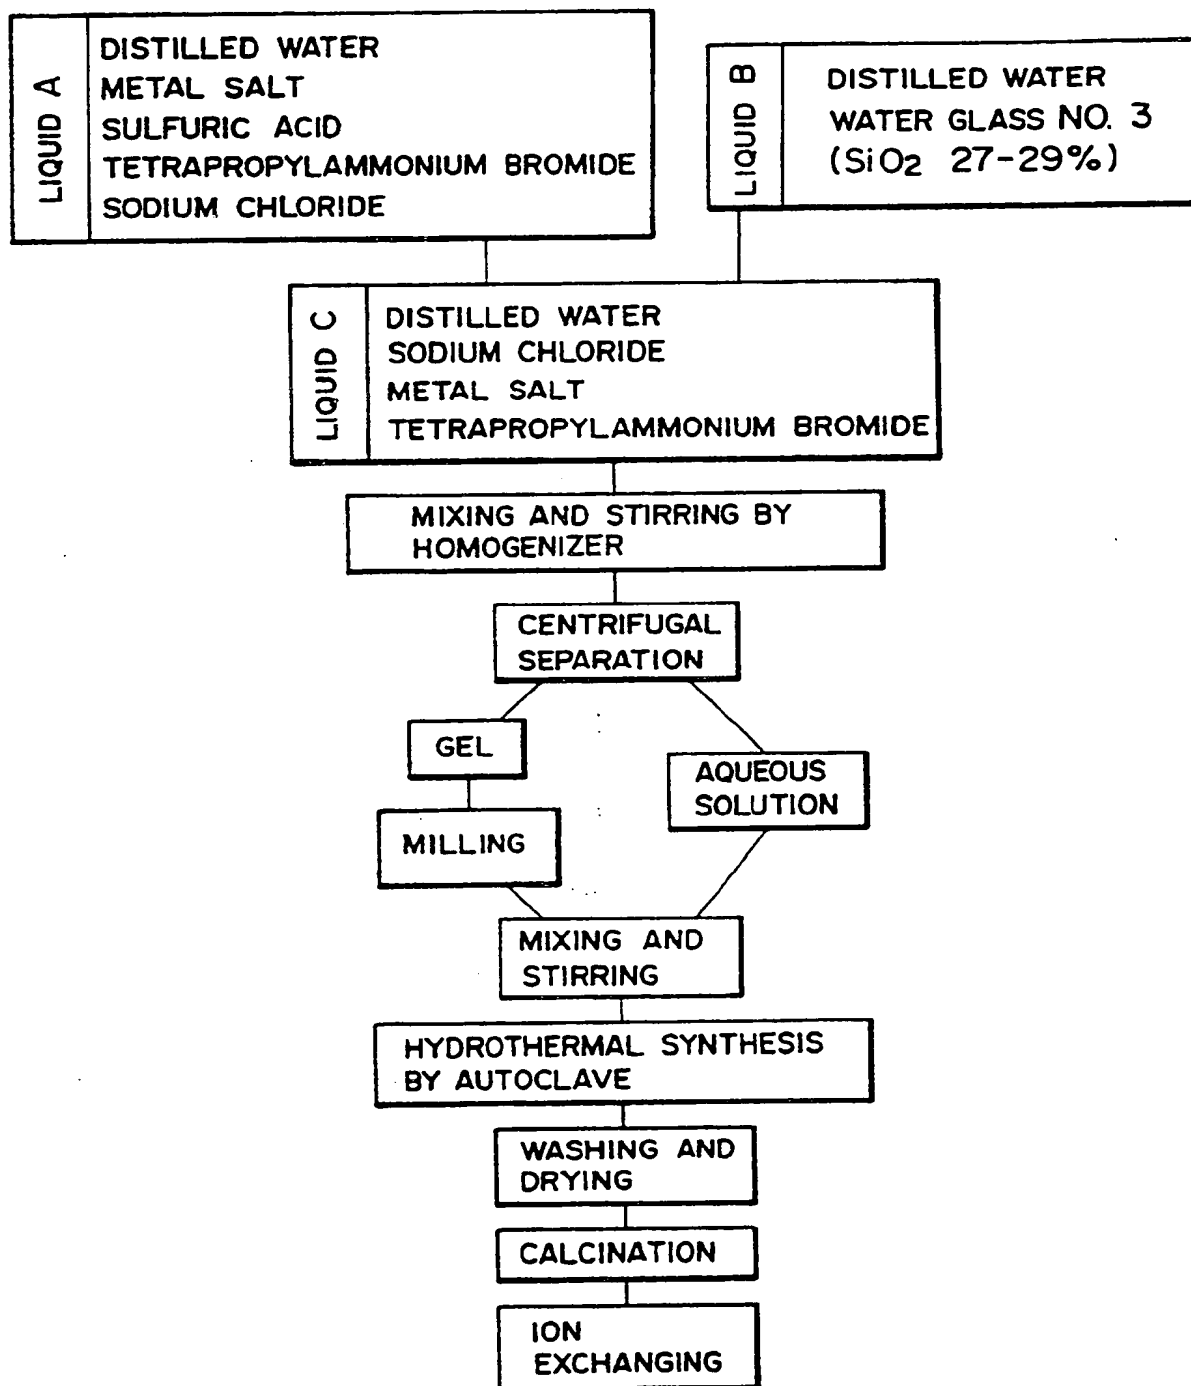 LIQUID A
DISTILLED WATER
METAL SALT
SULFURIC ACID
TETRAPROPYLAMMONIUM BROMIDE
SODIUM CHLORIDE
LIQUID B
DISTILLED WATER
WATER GLASS NO. 3
(SiO2 27-29%)
LIQUID C
DISTILLED WATER
SODIUM CHLORIDE
METAL SALT
TETRAPROPYLAMMONIUM BROMIDE
MIXING AND STIRRING BY
HOMOGENIZER
CENTRIFUGAL
SEPARATION
GEL
AQUEOUS
SOLUTION
MILLING
MIXING AND
STIRRING
HYDROTHERMAL SYNTHESIS
BY AUTOCLAVE
WASHING AND
DRYING
CALCINATION
ION
EXCHANGING